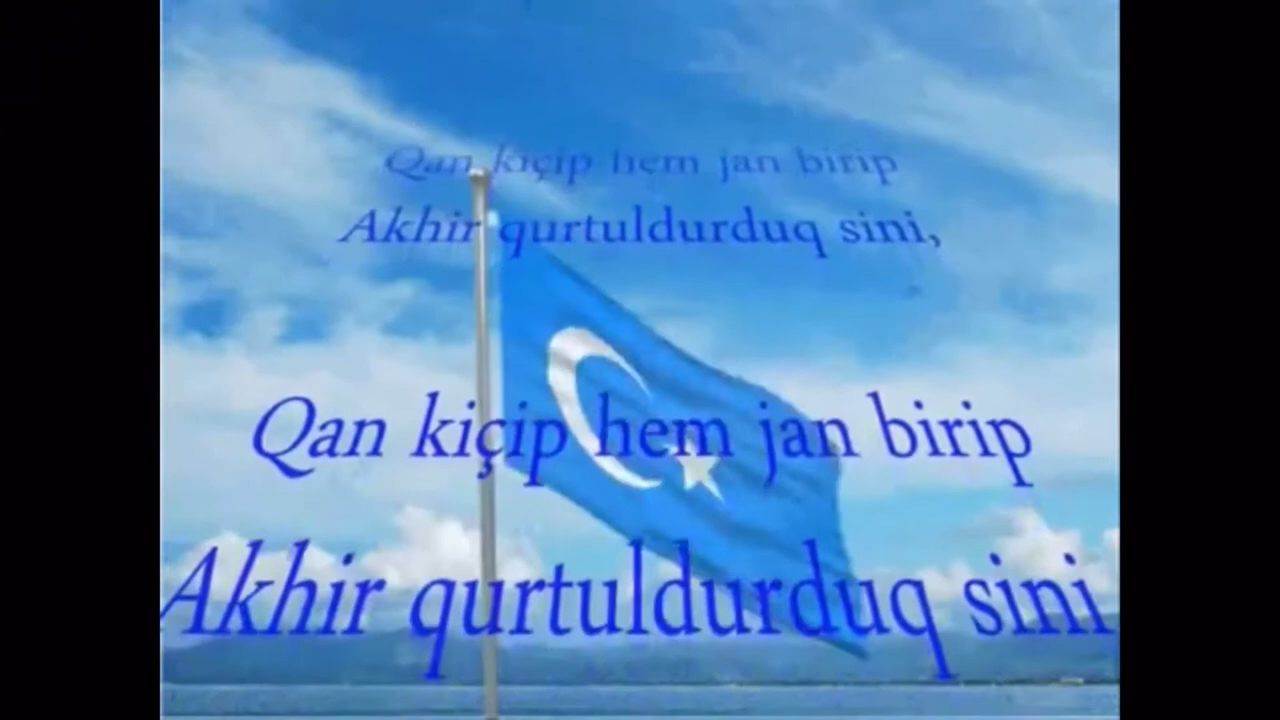 Qan kiçip hem jan birip
Akhir qurtuldurduq sini,
Qan kiçip hem jan birip
Akhir qurtuldurduq sini